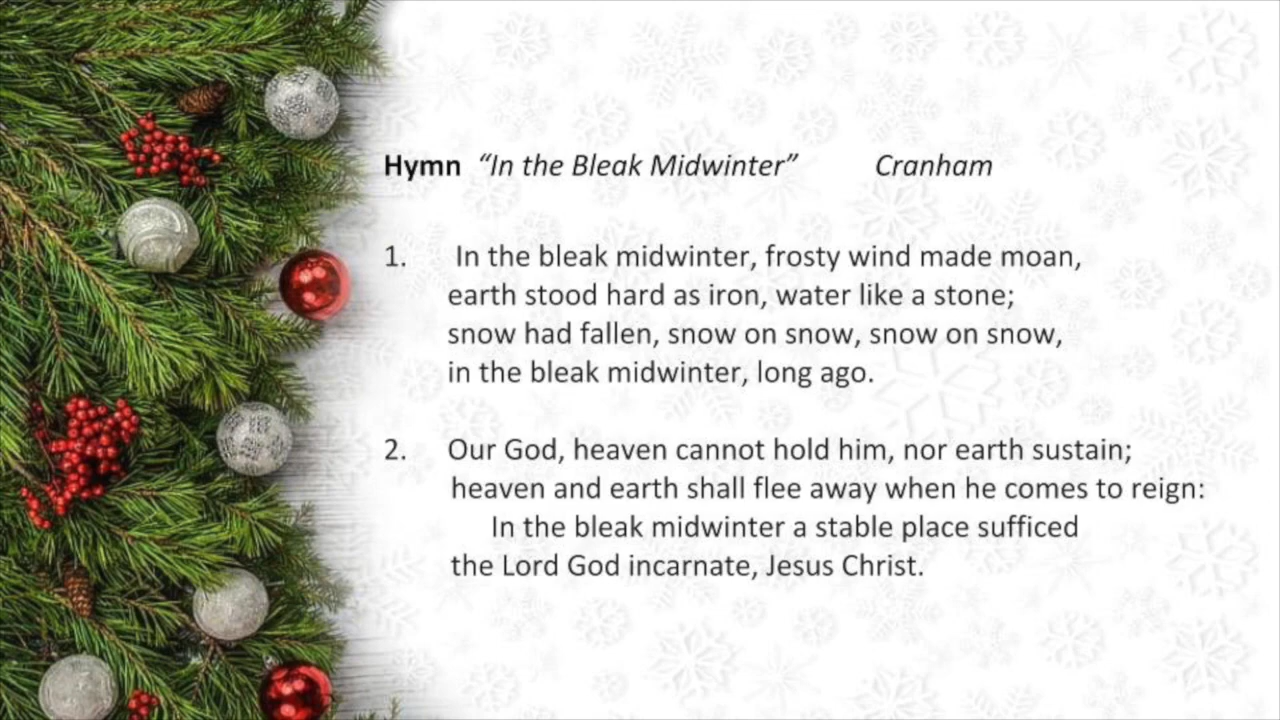 Hymn “In the Bleak Midwinter” Cranham
1. In the bleak midwinter, frosty wind made moan,
earth stood hard as iron, water like a stone;
snow had fallen, snow on snow, snow on snow,
in the bleak midwinter, long ago.
2. Our God, heaven cannot hold him, nor earth sustain;
heaven and earth shall flee away when he comes to reign:
In the bleak midwinter a stable place sufficed
the Lord God incarnate, Jesus Christ.